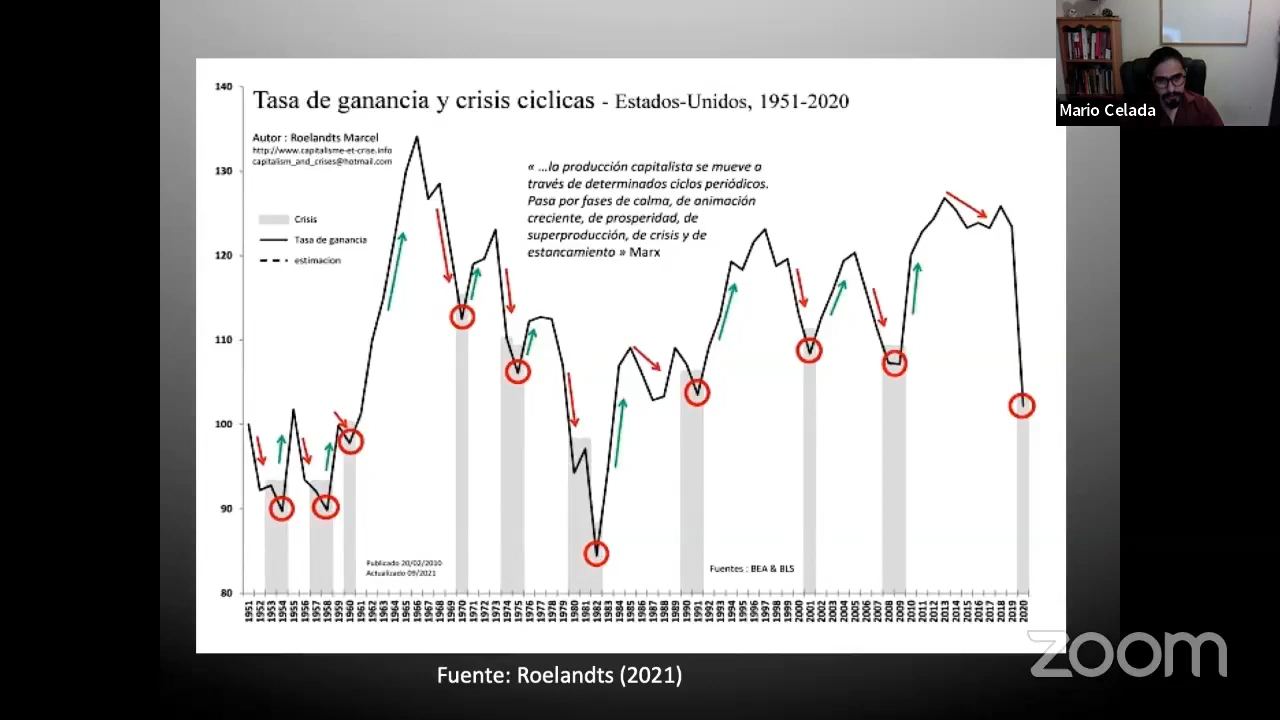 Tasa de ganancia y crisis ciclicas - Estados-Unidos, 1951-2020
Autor : Roelandts Marcel
http://www.capitalisme-et-crise.info
capitalism_and_crises@hotmail.com
« ...la producción capitalista se mueve a
través de determinados ciclos periódicos.
Pasa por fases de calma, de animación
creciente, de prosperidad, de
superproducción, de crisis y de
estancamiento » Marx
Crisis
Tasa de ganancia
estimacion
140
130
120
110
100
90
80
Publicado 20/02/2010
Actualizado 09/2021
Fuentes : BEA & BLS
1951 1952 1953 1954 1955 1956 1957 1958 1959 1960 1961 1962 1963 1964 1965 1966 1967 1968 1969 1970 1971 1972 1973 1974 1975 1976 1977 1978 1979 1980 1981 1982 1983 1984 1985 1986 1987 1988 1989 1990 1991 1992 1993 1994 1995 1996 1997 1998 1999 2000 2001 2002 2003 2004 2005 2006 2007 2008 2009 2010 2011 2012 2013 2014 2015 2016 2017 2018 2019 2020
Fuente: Roelandts (2021)
Mario Celada
zoom